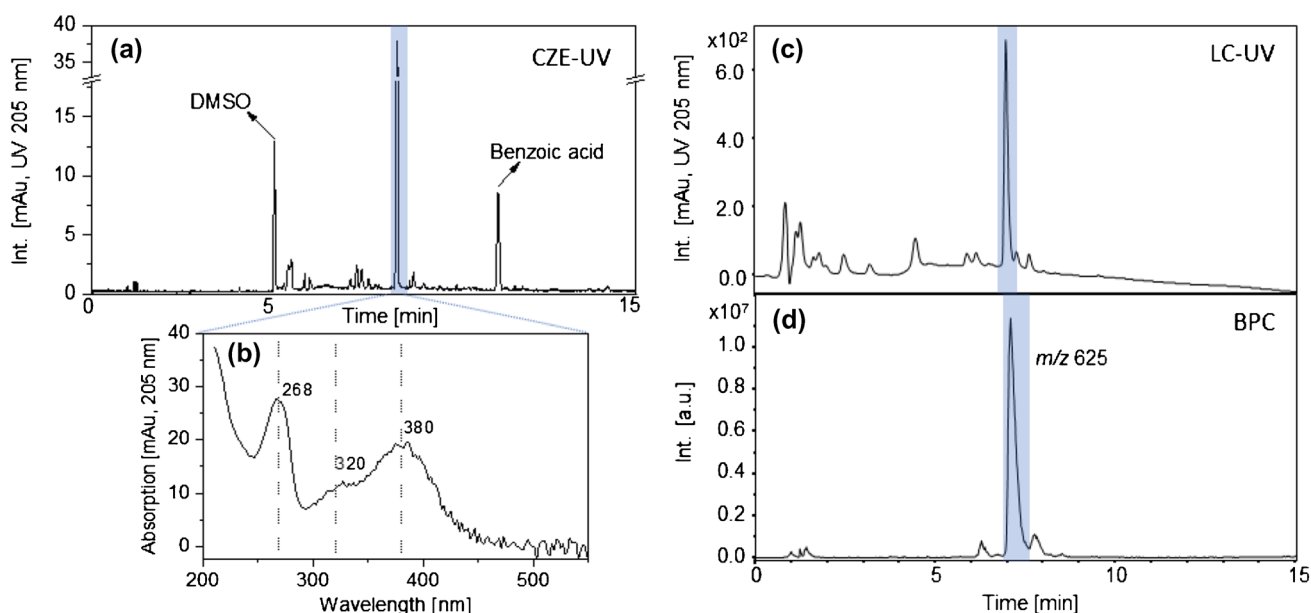 (a)
CZE-UV
Int. [mAu, UV 205 nm]
40
35
15
10
5
0
DMSO
Benzoic acid
0
5
15
Time [min]
(b)
Absorption [mAu, 205 nm]
40
30
20
10
0
268
320
380
200
300
400
500
Wavelength [nm]
(c)
LC-UV
Int. [mAu, UV 205 nm]
x10²
6.0
4.0
2.0
0.0
(d)
BPC
m/z 625
Int. [a.u.]
x10⁷
1.0
0.8
0.6
0.4
0.2
0.0
0
5
10
15
Time [min]